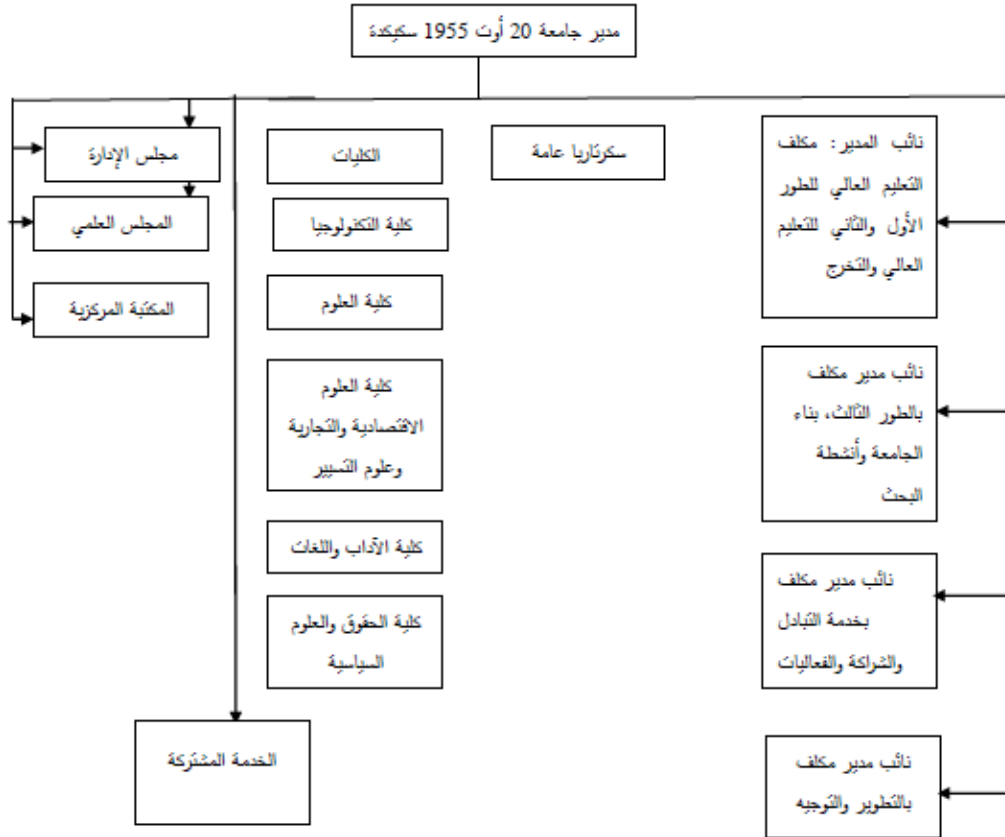 مدير جامعة 20 أوت 1955 سكيكدة
نائب المدير: مكلف
التعليم العالي للطور
الأول والثاني للتعليم
العالي والتخرج
نائب مدير مكلف
بالطور الثالث، بناء
الجامعة وأنشطة
البحث
نائب مدير مكلف
بخدمة التبادل
والشراكة والفعاليات
نائب مدير مكلف
بالتطوير والتوجيه
سكرتاريا عامة
الكليات
كلية التكنولوجيا
كلية العلوم
كلية العلوم
الاقتصادية والتجارية
وعلوم التسيير
كلية الآداب واللغات
كلية الحقوق والعلوم
السياسية
مجلس الإدارة
المجلس العلمي
المكتبة المركزية
الخدمة المشتركة